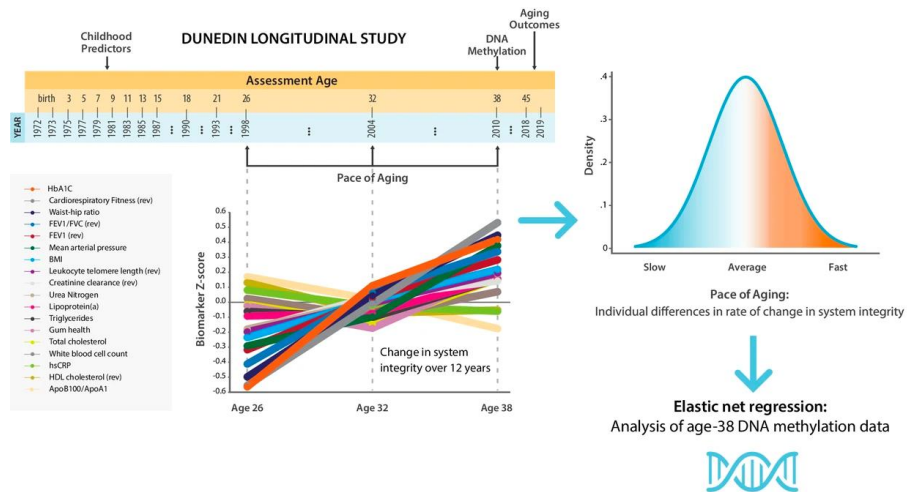 DUNEDIN LONGITUDINAL STUDY
Childhood
Predictors
DNA
Methylation
Aging
Outcomes
Assessment Age
birth 3 5 7 9 11 13 15 18 21 26 32 38 45
YEAR
1972 1973 1975 1977 1979 1981 1983 1985 1987 ... 1990 ... 1993 ... 1998 ... 2004 ... 2010 ... 2018 2019
Pace of Aging
HbA1C
Cardiorespiratory Fitness (rev)
Waist-hip ratio
FEV1/FVC (rev)
FEV1 (rev)
Mean arterial pressure
BMI
Leukocyte telomere length (rev)
Creatinine clearance (rev)
Urea Nitrogen
Lipoprotein(a)
Triglycerides
Gum health
Total cholesterol
White blood cell count
hsCRP
HDL cholesterol (rev)
ApoB100/ApoA1
Biomarker Z-score
0.6
0.5
0.4
0.3
0.2
0.1
0.0
-0.1
-0.2
-0.3
-0.4
-0.5
-0.6
Change in system
integrity over 12 years
Age 26 Age 32 Age 38
Density
.4
.3
.2
.1
0
Slow Average Fast
Pace of Aging:
Individual differences in rate of change in system integrity
Elastic net regression:
Analysis of age-38 DNA methylation data